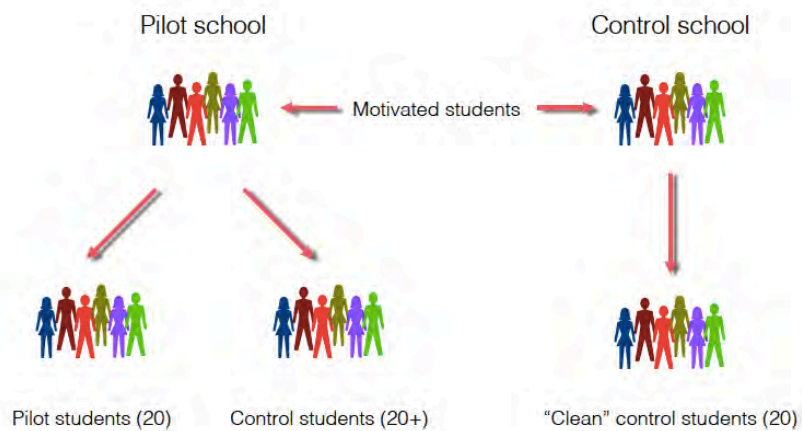 Pilot school
Control school
Motivated students
Pilot students (20)
Control students (20+)
“Clean” control students (20)